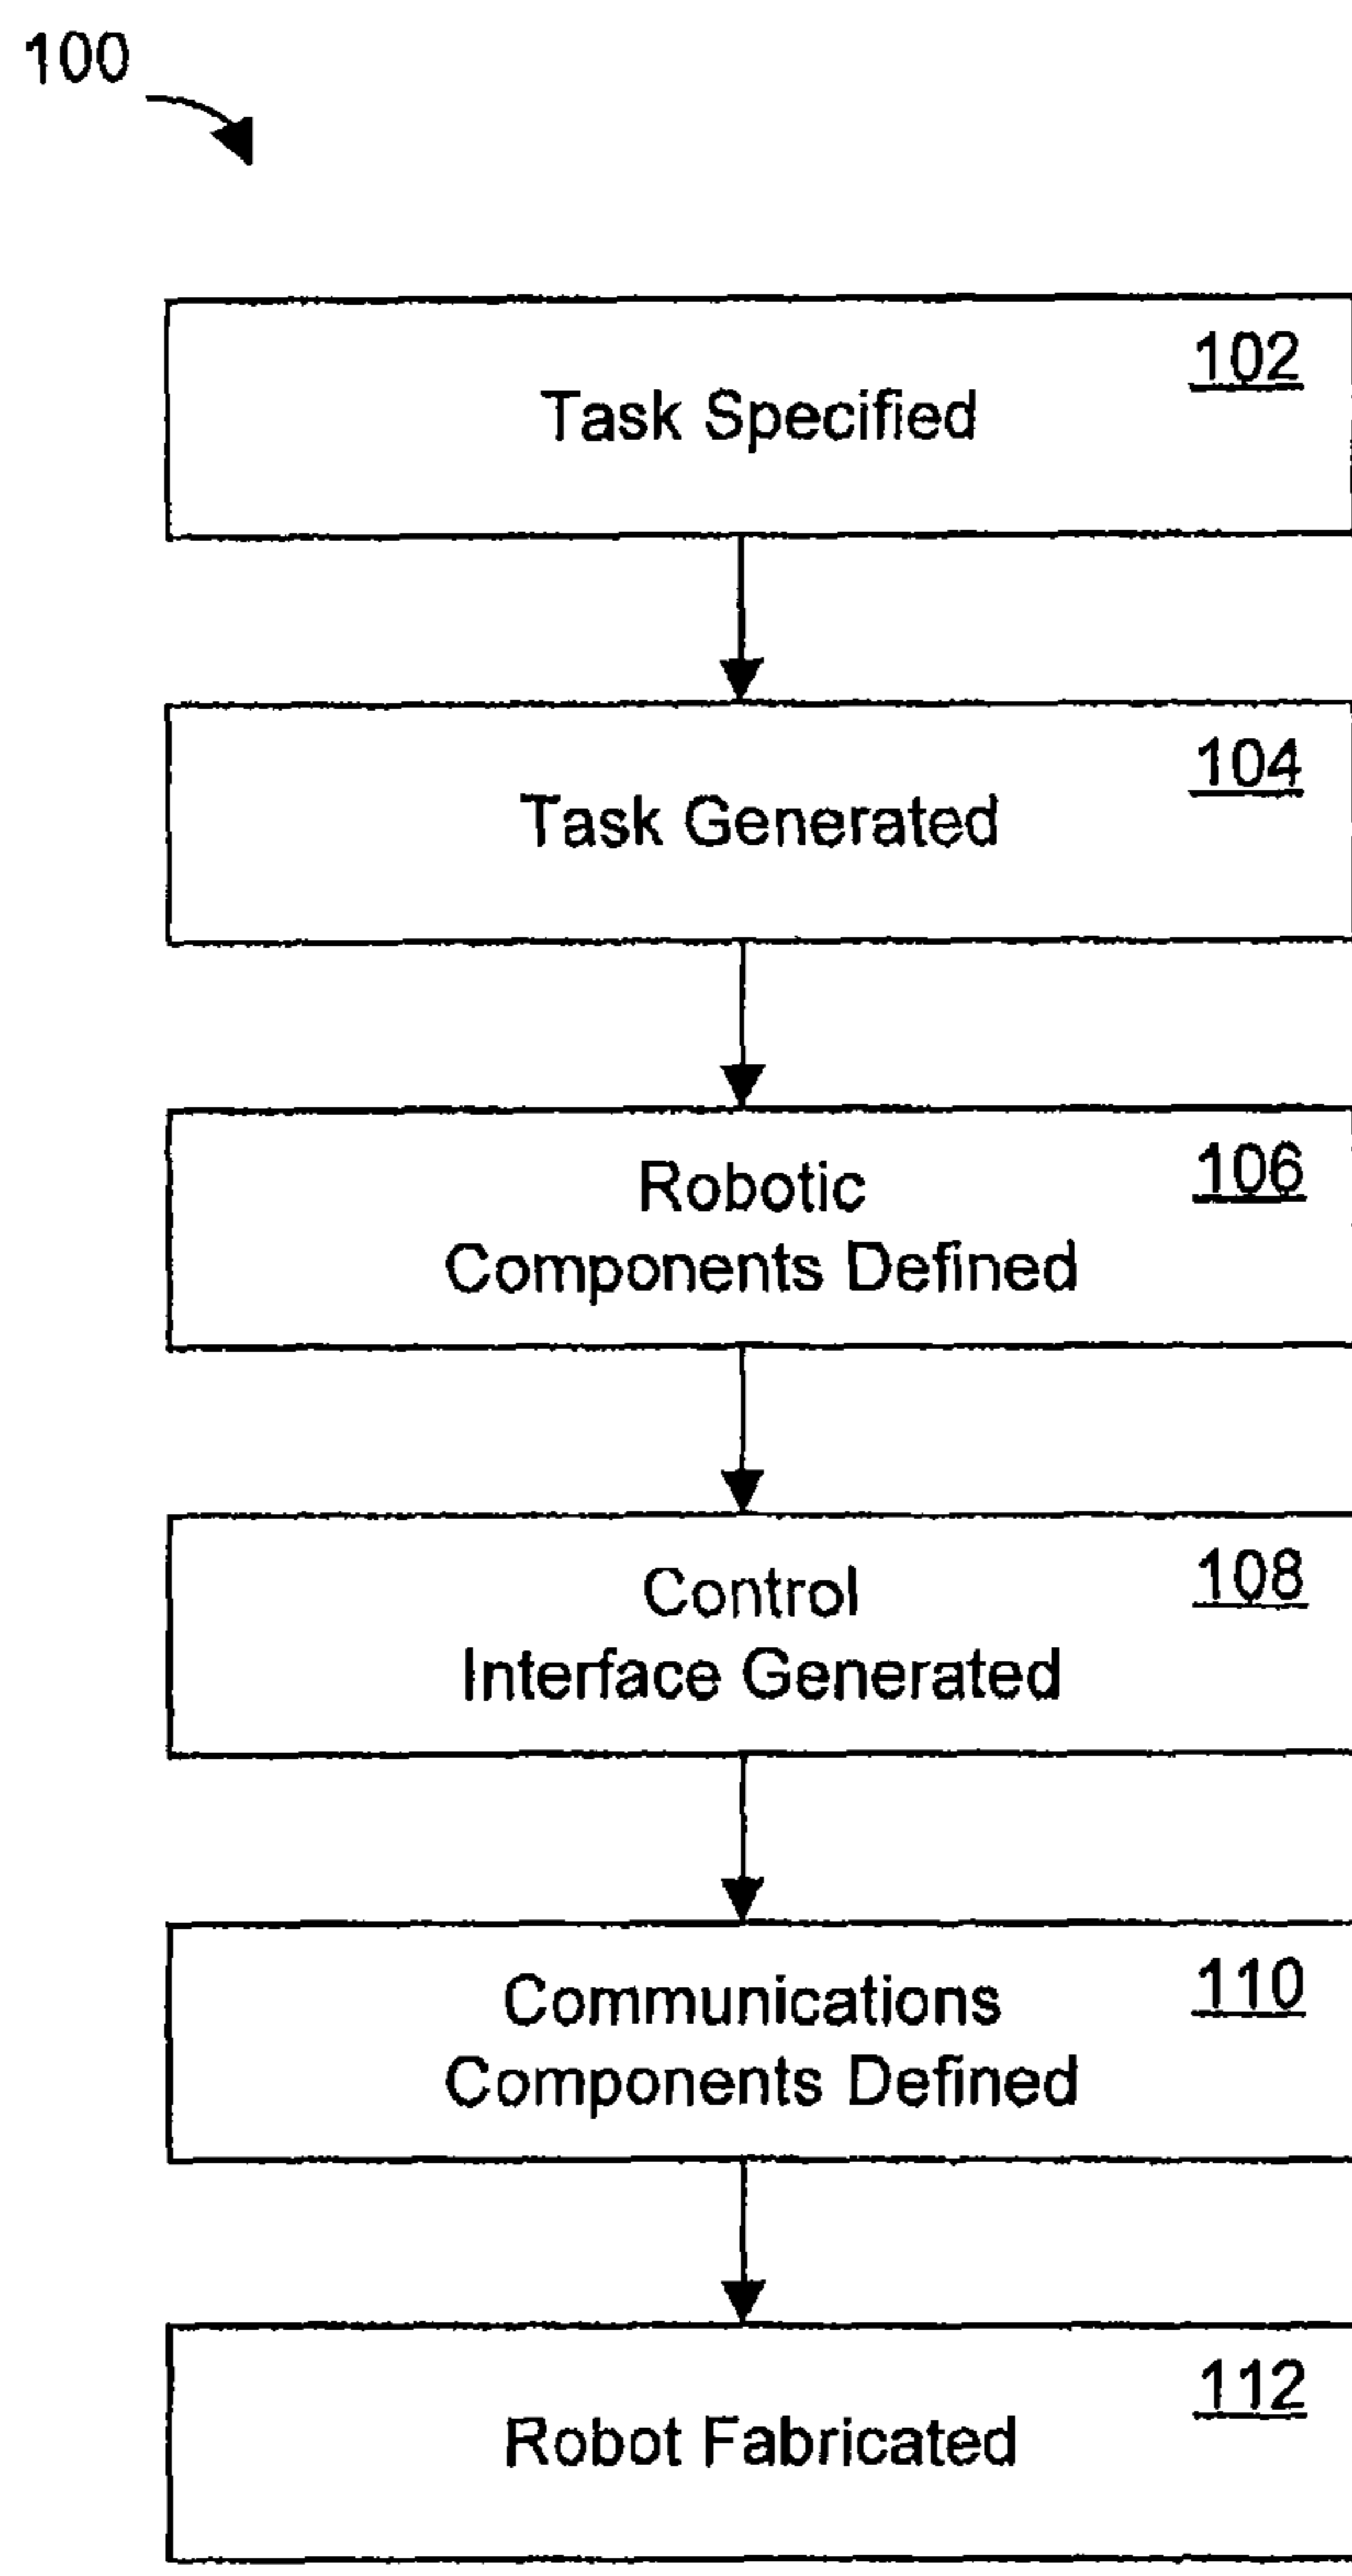 100
102
Task Specified
104
Task Generated
106
Robotic
Components Defined
108
Control
Interface Generated
110
Communications
Components Defined
112
Robot Fabricated